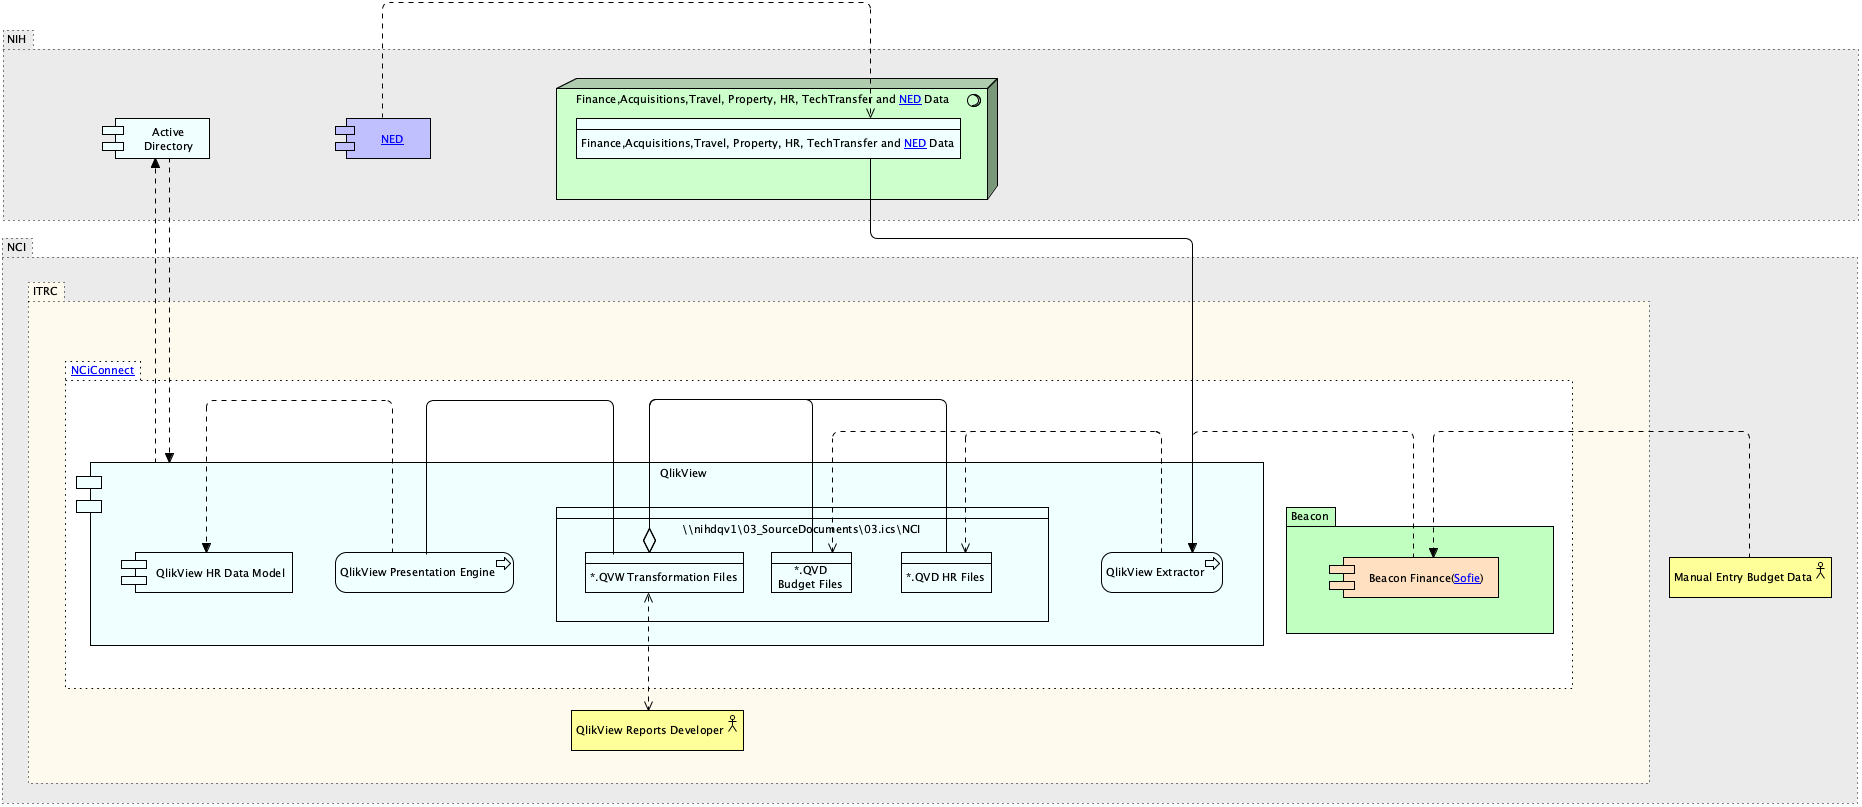 NIH
Finance,Acquisitions,Travel, Property, HR, TechTransfer and NED Data
Active
Directory
NED
Finance,Acquisitions,Travel, Property, HR, TechTransfer and NED Data
NCI
ITRC
NCiConnect
QlikView
Beacon
\\nihdqv1\03_SourceDocuments\03.ics\NCI
QlikView HR Data Model
QlikView Presentation Engine
*.QVW Transformation Files
*.QVD
Budget Files
*.QVD HR Files
QlikView Extractor
Beacon Finance(Sofie)
Manual Entry Budget Data
QlikView Reports Developer